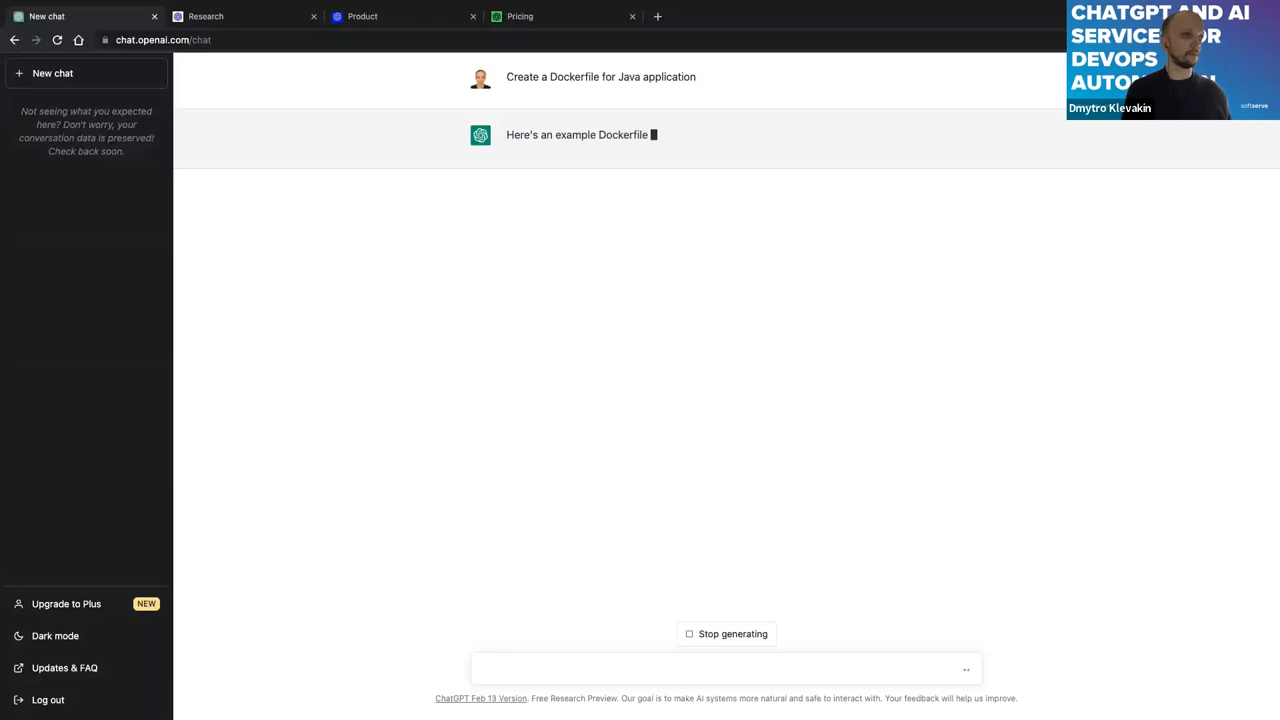 New chat
Research
Product
Pricing
chat.openai.com/chat
New chat
Not seeing what you expected
here? Don't worry, your
conversation data is preserved!
Check back soon.
Create a Dockerfile for Java application
Here's an example Dockerfile
CHATGPT AND AI
SERVICE OR
DEVOPS
AUTO
Dmytro Klevakin
softserve
Upgrade to Plus
NEW
Dark mode
Updates & FAQ
Log out
Stop generating
ChatGPT Feb 13 Version. Free Research Preview. Our goal is to make AI systems more natural and safe to interact with. Your feedback will help us improve.